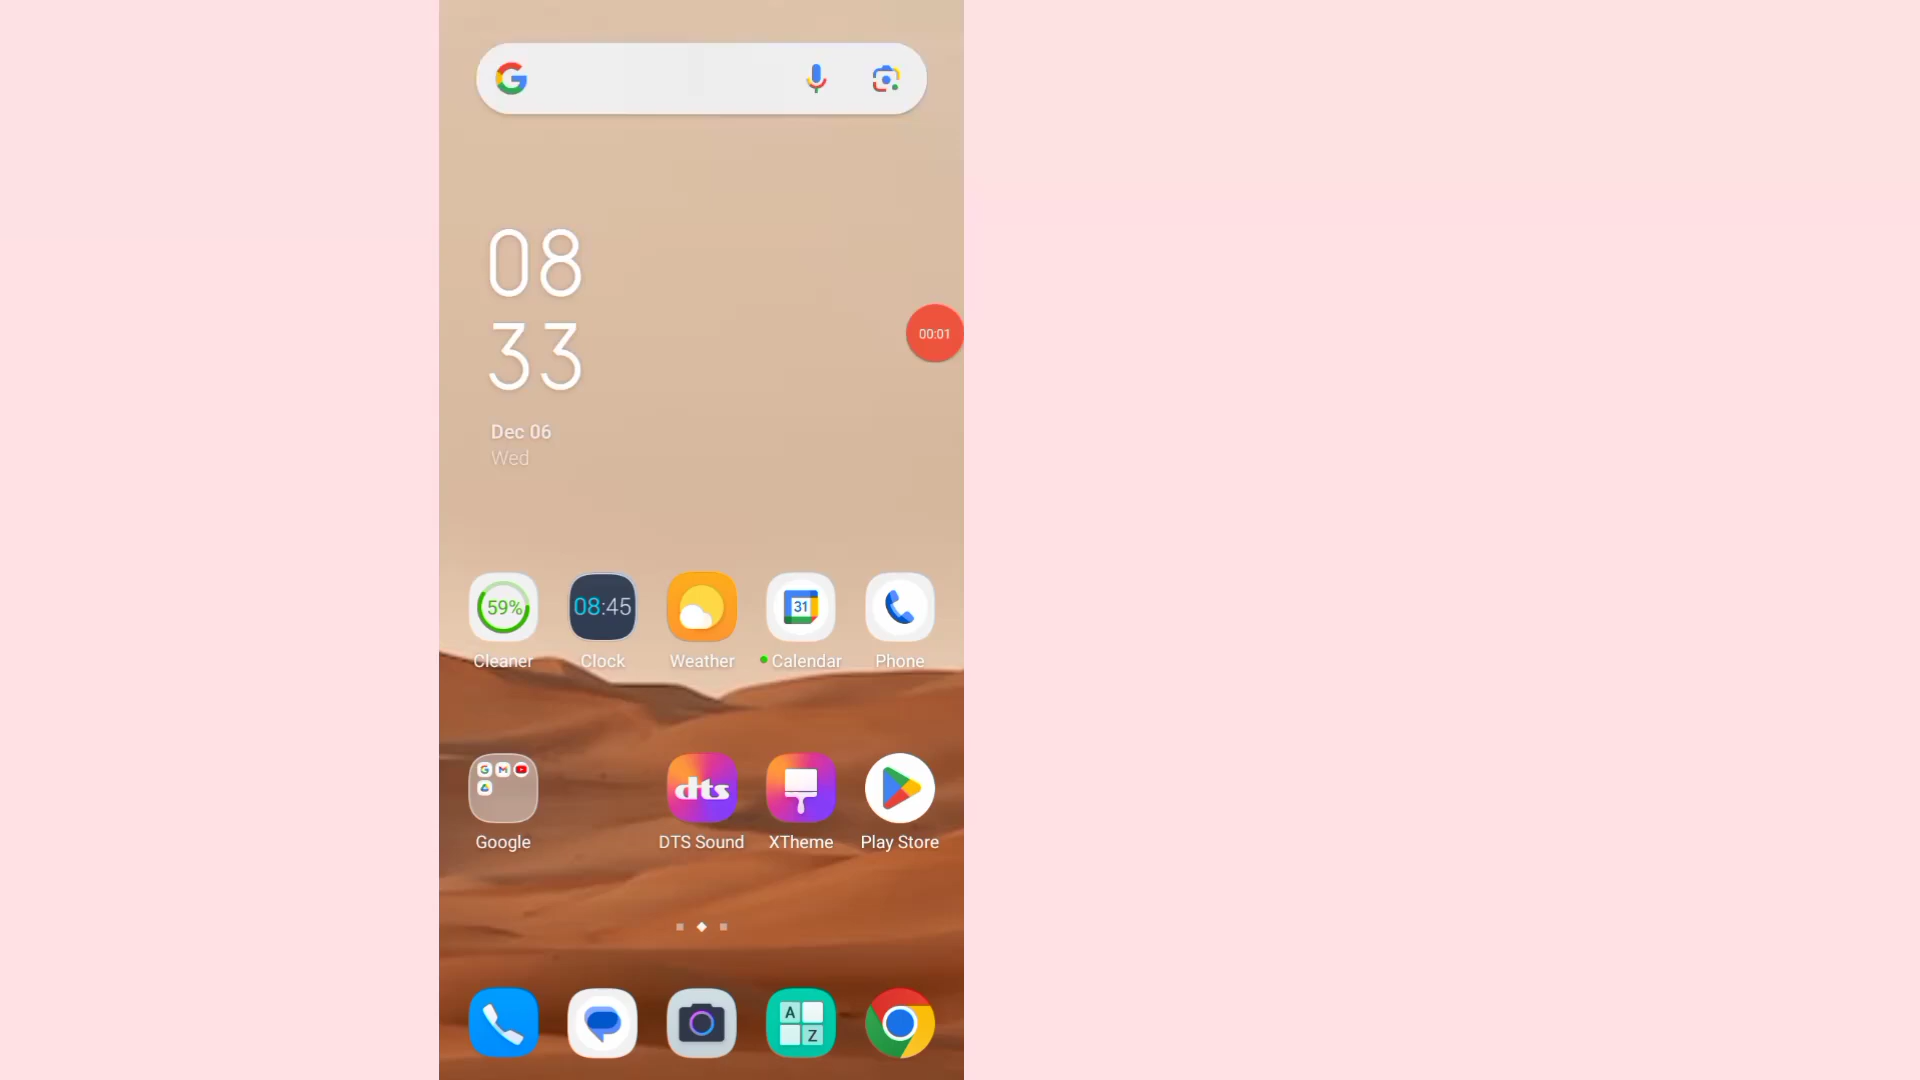 08
33
00:01
Dec 06
Wed
59%
08:45
31
Cleaner
Clock
Weather
Calendar
Phone
dts
Google
DTS Sound
XTheme
Play Store
A
Z